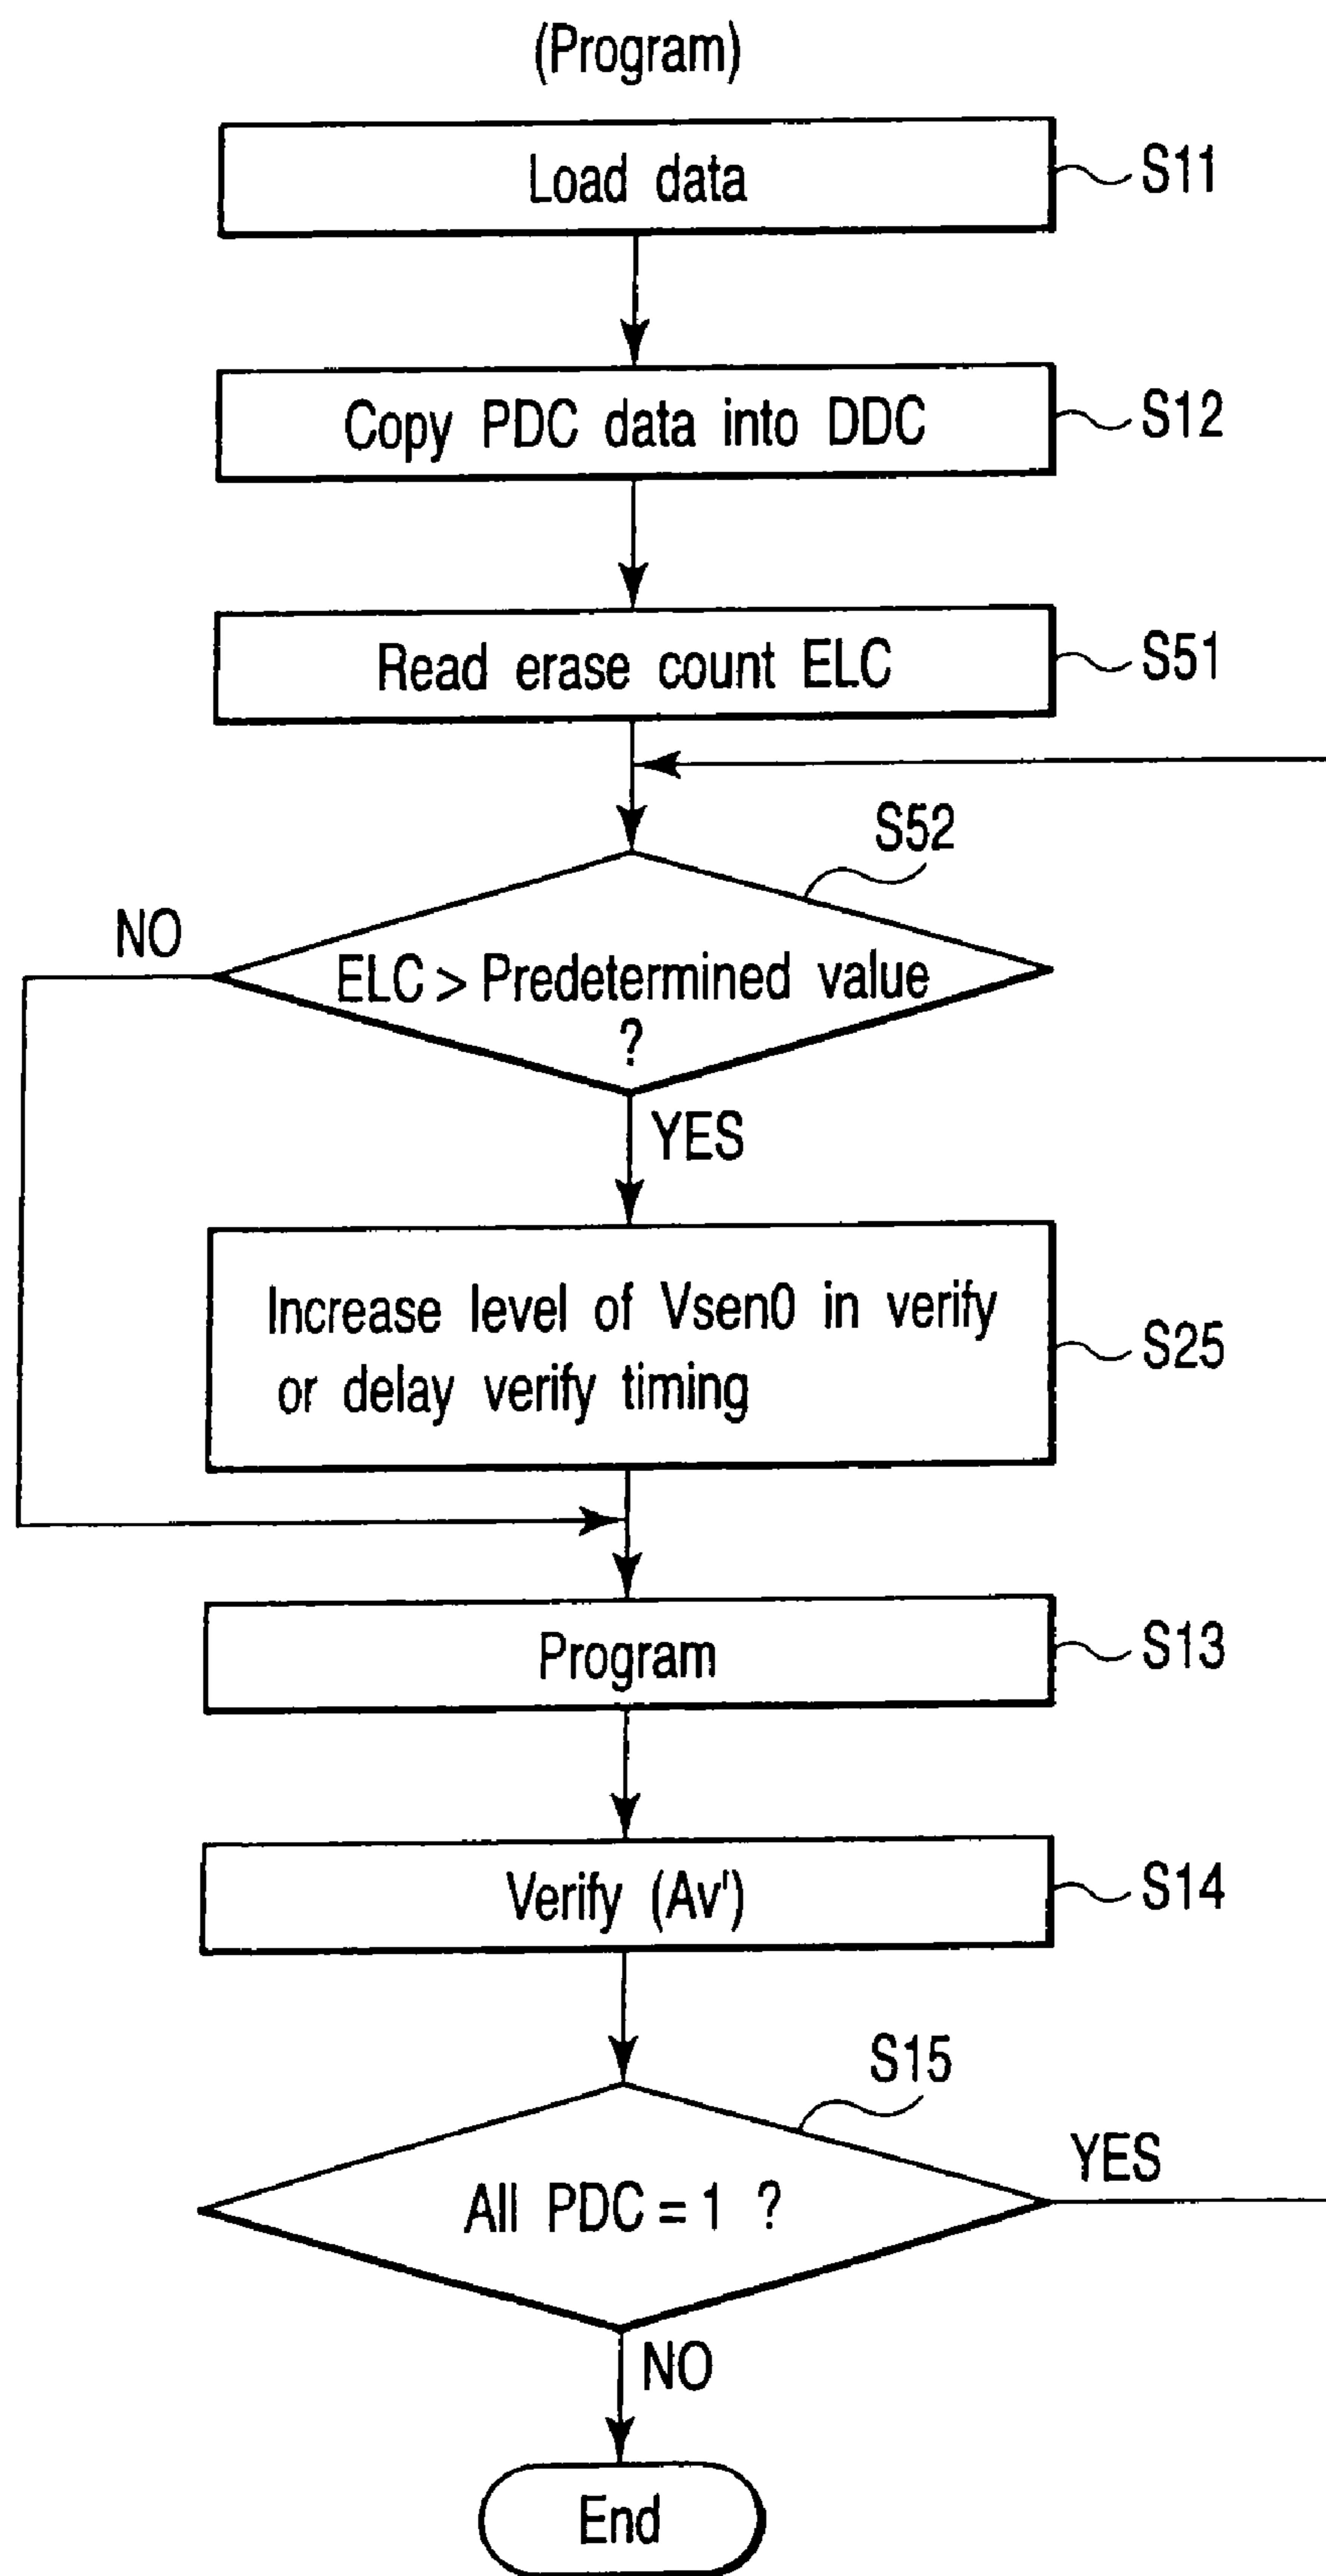 (Program)
Load data
S11
Copy PDC data into DDC
S12
Read erase count ELC
S51
S52
NO
ELC > Predetermined value
?
YES
Increase level of Vsen0 in verify
or delay verify timing
S25
Program
S13
Verify (Av')
S14
S15
All PDC = 1 ?
YES
NO
End